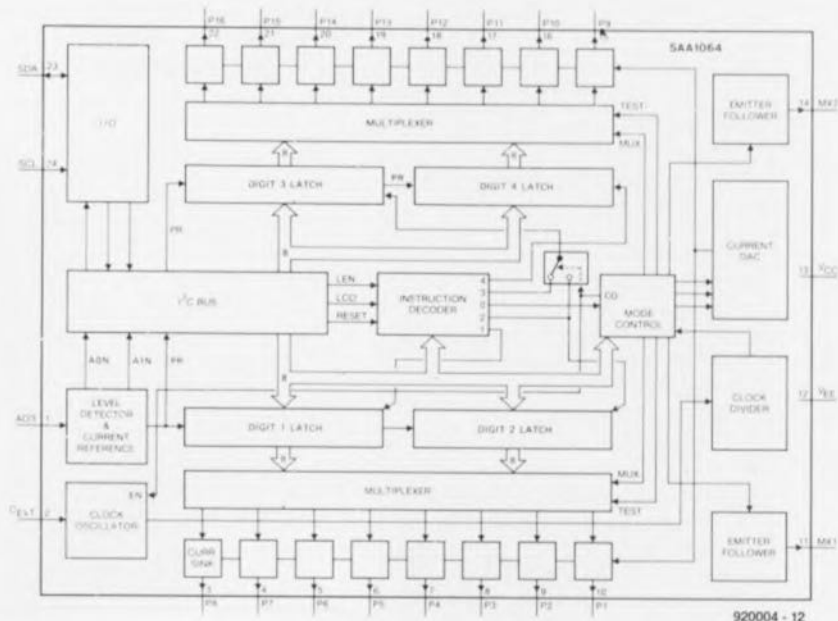 P16 P15 P14 P13 P12 P11 P10 P9
22 21 20 19 18 17 16
SAA1064
SDA 23
I/O
SCL 24
MULTIPLEXER
TEST
MUX
EMITTER
FOLLOWER
14 MX2
8 8
DIGIT 3 LATCH
PR
DIGIT 4 LATCH
PR
CURRENT
DAC
13 VCC
8
I²C BUS
LEN
LCD
RESET
INSTRUCTION
DECODER
4
3
0
2
1
CO
MODE
CONTROL
A0N A1N PR
8
CLOCK
DIVIDER
12 VEE
ADR 1
LEVEL
DETECTOR
&
CURRENT
REFERENCE
DIGIT 1 LATCH
DIGIT 2 LATCH
8 8
EN
MULTIPLEXER
MUX
TEST
CEXT 2
CLOCK
OSCILLATOR
EMITTER
FOLLOWER
11 MX1
CURR
SINK
3 4 5 6 7 8 9 10
P8 P7 P6 P5 P4 P3 P2 P1
920004 - 12